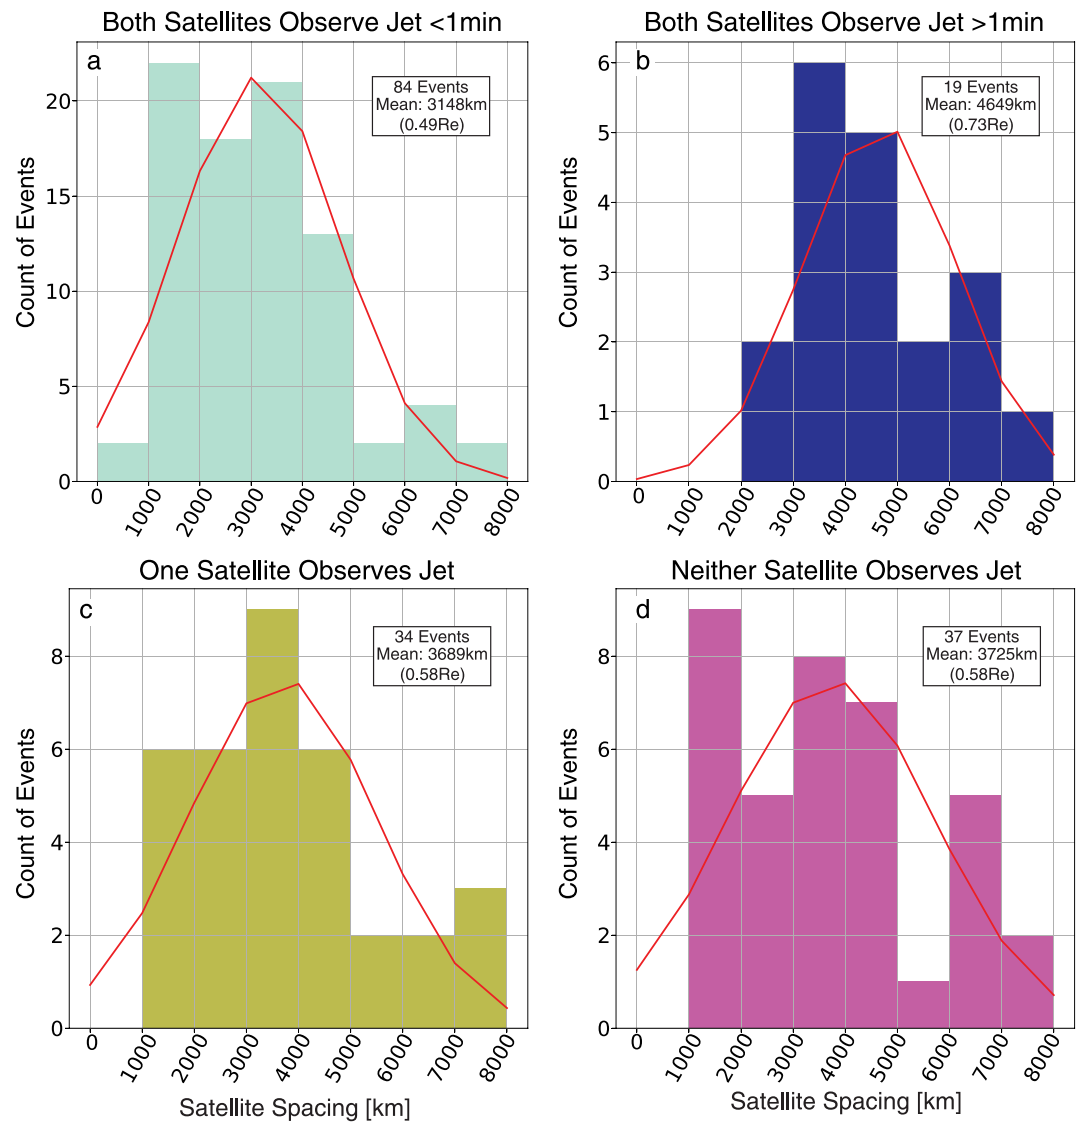 Both Satellites Observe Jet <1min
a
84 Events
Mean: 3148km
(0.49Re)
Count of Events
20
15
10
5
0
0 1000 2000 3000 4000 5000 6000 7000 8000
Both Satellites Observe Jet >1min
b
19 Events
Mean: 4649km
(0.73Re)
Count of Events
6
5
4
3
2
1
0
0 1000 2000 3000 4000 5000 6000 7000 8000
One Satellite Observes Jet
c
34 Events
Mean: 3689km
(0.58Re)
Count of Events
8
6
4
2
0
0 1000 2000 3000 4000 5000 6000 7000 8000
Satellite Spacing [km]
Neither Satellite Observes Jet
d
37 Events
Mean: 3725km
(0.58Re)
Count of Events
8
6
4
2
0
0 1000 2000 3000 4000 5000 6000 7000 8000
Satellite Spacing [km]